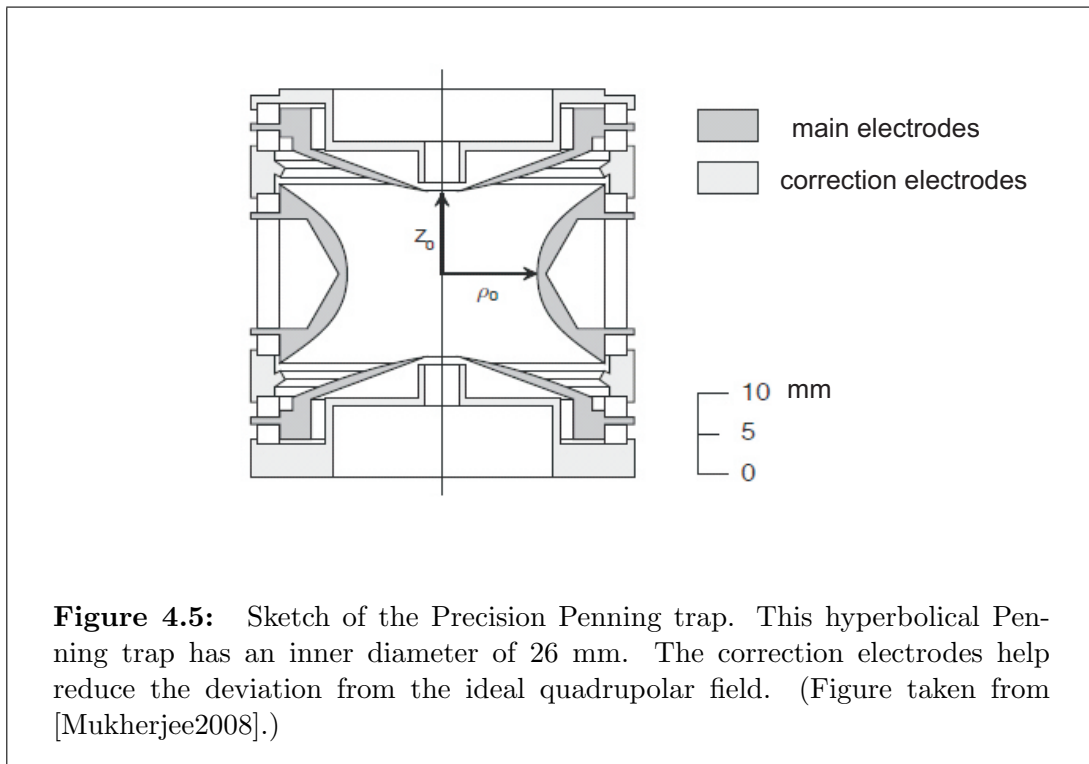 main electrodes
correction electrodes
Z₀
ρ₀
10 mm
5
0
Figure 4.5: Sketch of the Precision Penning trap. This hyperbolical Pen-
ning trap has an inner diameter of 26 mm. The correction electrodes help
reduce the deviation from the ideal quadrupolar field. (Figure taken from
[Mukherjee2008].)